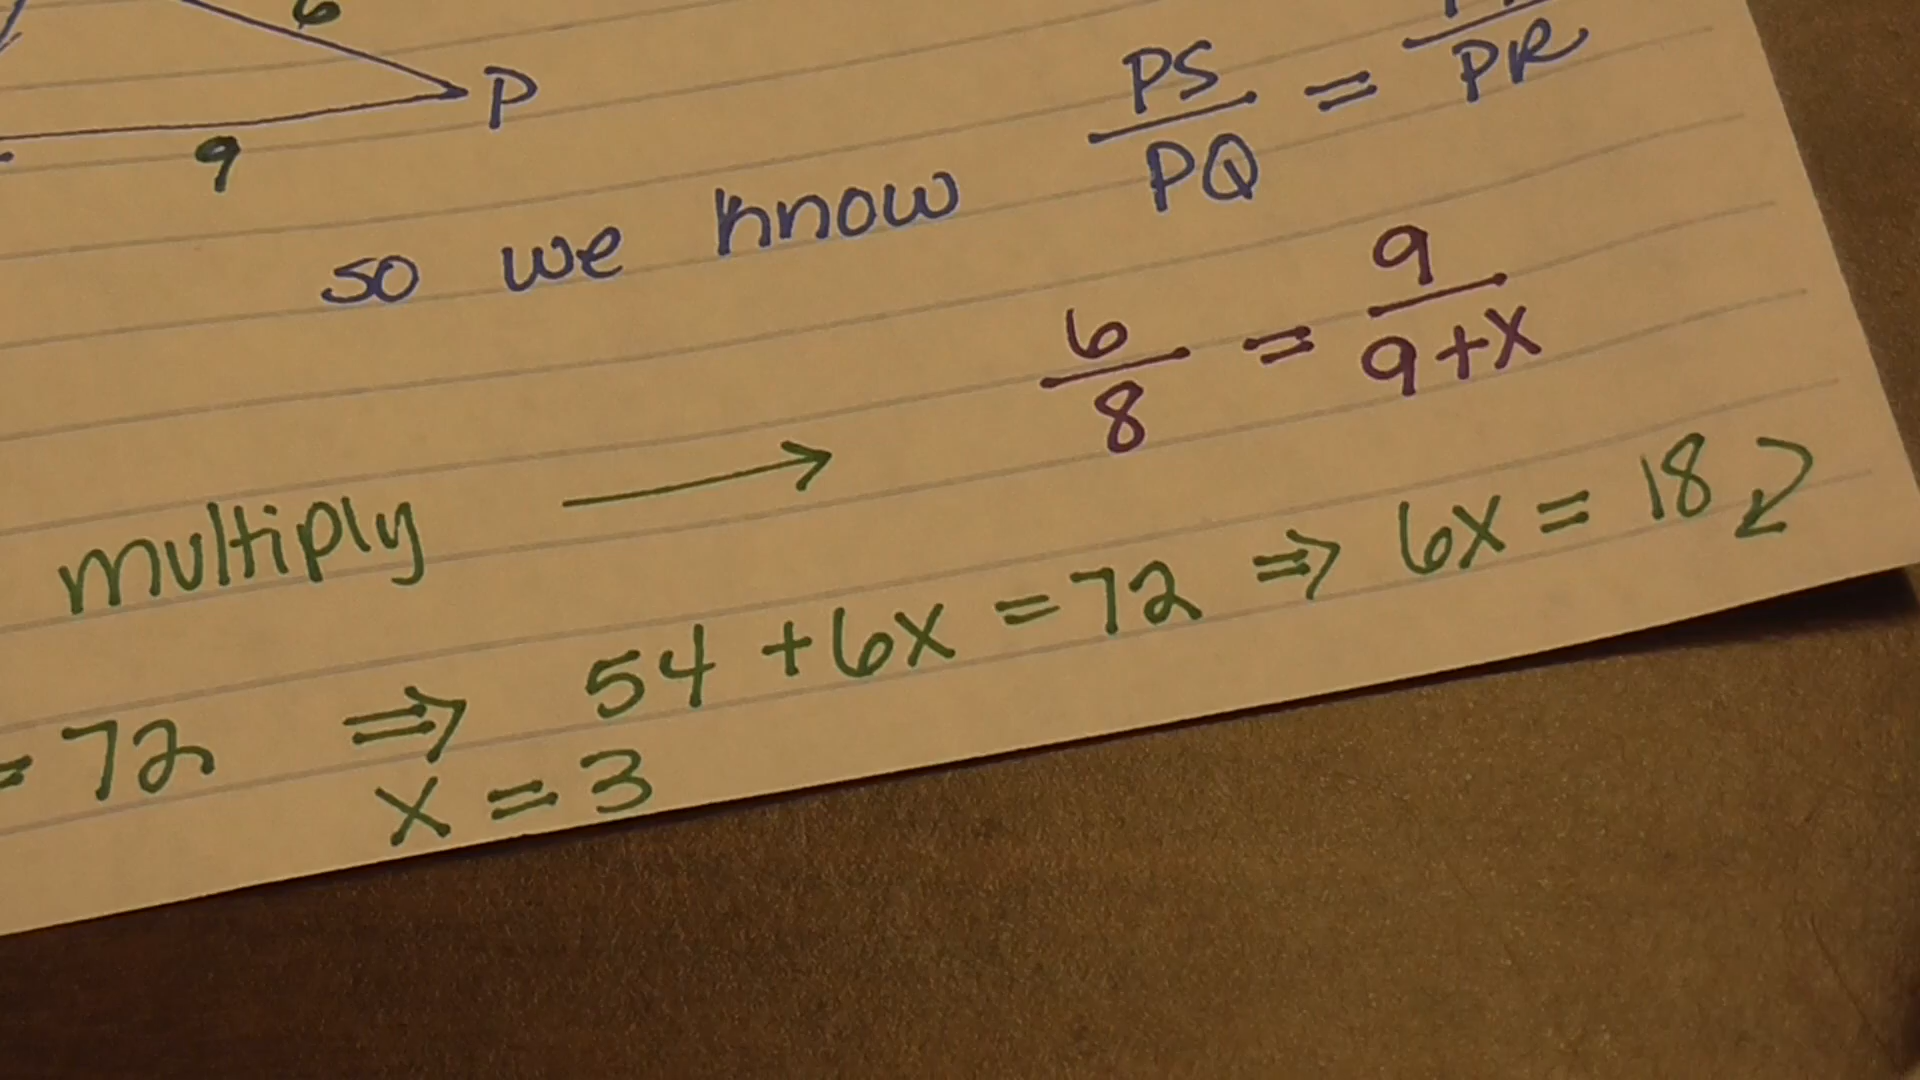 6
P
9
PS/PQ = /PR
so we know
6/8 = 9/9+x
multiply →
= 72 ⇒ 54 + 6x = 72 ⇒ 6x = 18
x = 3